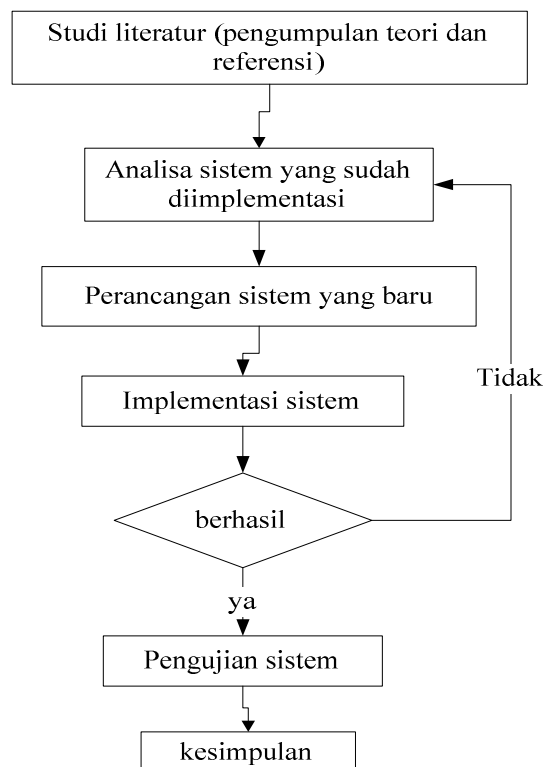 Studi literatur (pengumpulan teori dan
referensi)
Analisa sistem yang sudah
diimplementasi
Perancangan sistem yang baru
Tidak
Implementasi sistem
berhasil
ya
Pengujian sistem
kesimpulan